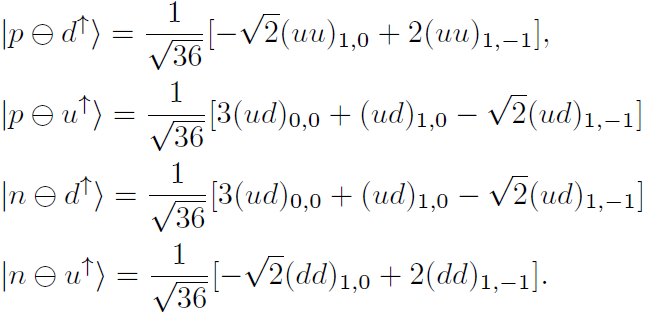 |p ⊖ d↑⟩ = 1/√36 [−√2(uu)₁,₀ + 2(uu)₁,₋₁],
|p ⊖ u↑⟩ = 1/√36 [3(ud)₀,₀ + (ud)₁,₀ − √2(ud)₁,₋₁]
|n ⊖ d↑⟩ = 1/√36 [3(ud)₀,₀ + (ud)₁,₀ − √2(ud)₁,₋₁]
|n ⊖ u↑⟩ = 1/√36 [−√2(dd)₁,₀ + 2(dd)₁,₋₁].